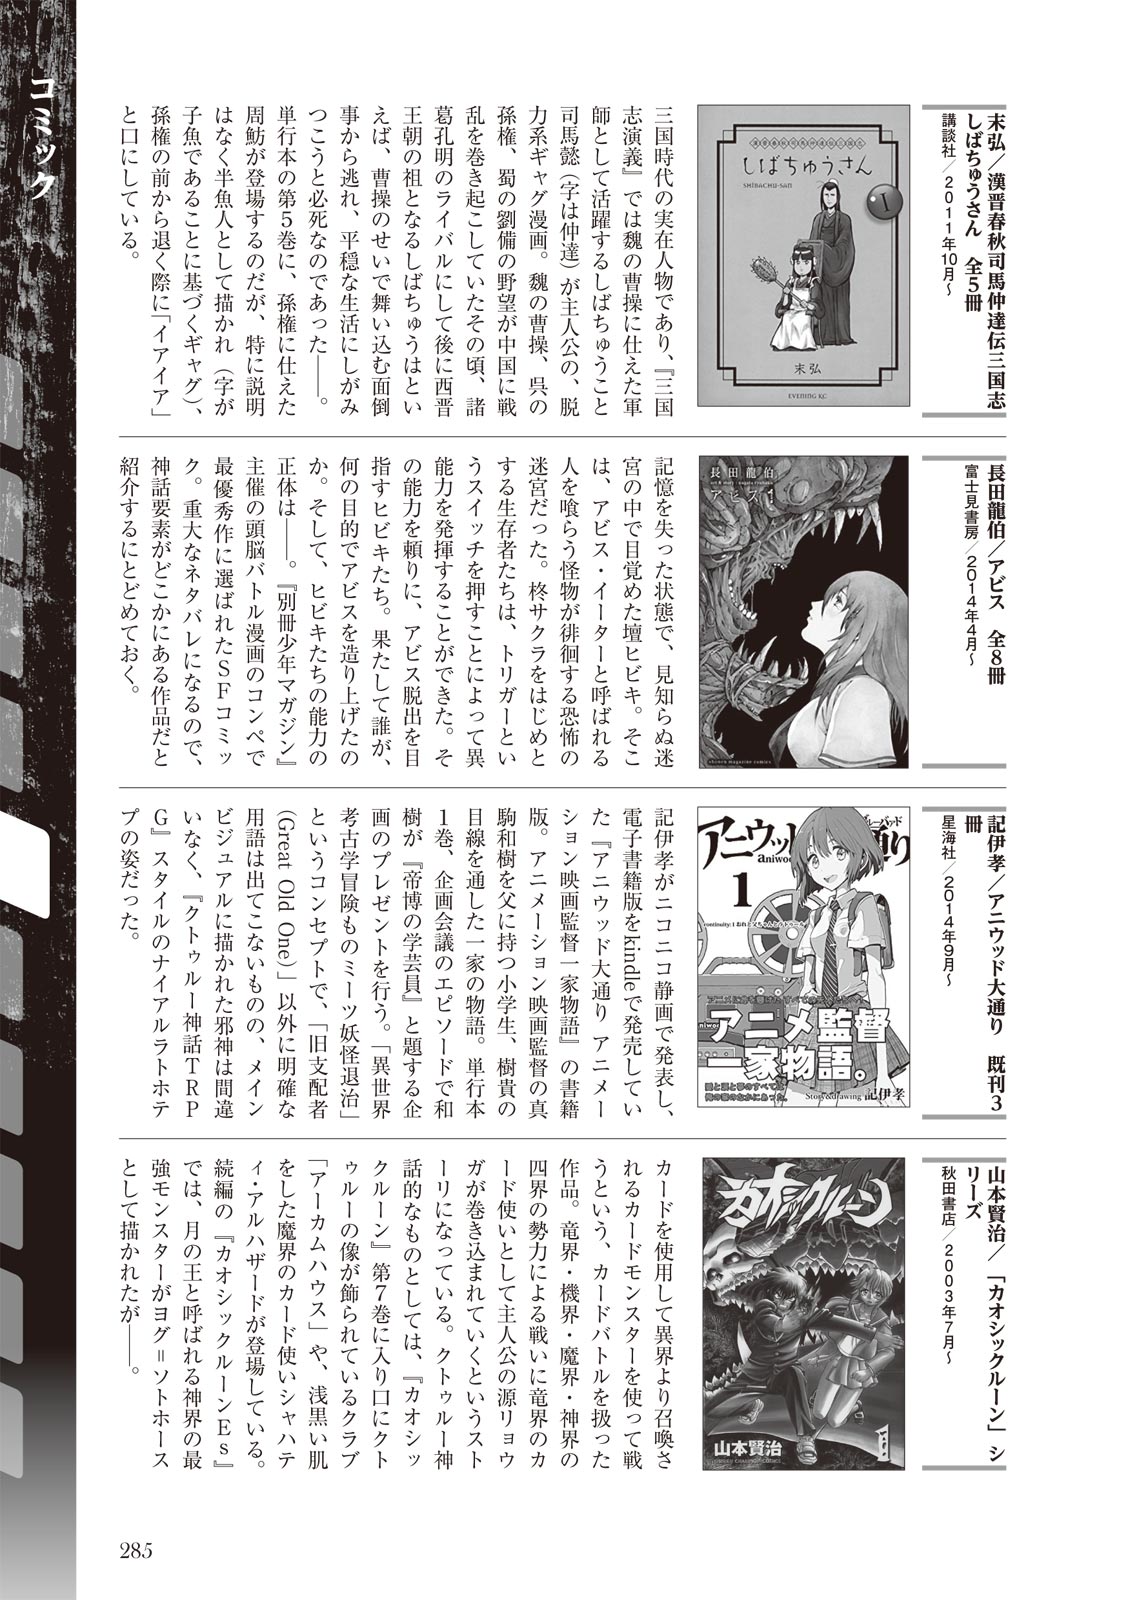 コミック
末弘／漢晋春秋司馬仲達伝三国志
しばちゅうさん　全5冊
講談社／2011年10月～
漢晋春秋司馬仲達伝三国志
しばちゅうさん
SHIBACHU-SAN
1
末弘
EVENING KC
三国時代の実在人物であり、『三国
志演義』では魏の曹操に仕えた軍
師として活躍するしばちゅうこと
司馬懿（字は仲達）が主人公の、脱
力系ギャグ漫画。魏の曹操、呉の
孫権、蜀の劉備の野望が中国に戦
乱を巻き起こしていたその頃、諸
葛孔明のライバルにして後に西晋
王朝の祖となるしばちゅうはとい
えば、曹操のせいで舞い込む面倒
事から逃れ、平穏な生活にしがみ
つこうと必死なのであった――。
単行本の第5巻に、孫権に仕えた
周魴が登場するのだが、特に説明
はなく半魚人として描かれ（字が
子魚であることに基づくギャグ）、
孫権の前から退く際に「イアイア」
と口にしている。
長田龍伯／アビス　全8冊
富士見書房／2014年4月～
長田龍伯
art & story : nagata ryuhaku
アビス 1
shonen magazine comics
記憶を失った状態で、見知らぬ迷
宮の中で目覚めた壇ヒビキ。そこ
は、アビス・イーターと呼ばれる
人を喰らう怪物が徘徊する恐怖の
迷宮だった。柊サクラをはじめと
する生存者たちは、トリガーとい
うスイッチを押すことによって異
能力を発揮することができた。そ
の能力を頼りに、アビス脱出を目
指すヒビキたち。果たして誰が、
何の目的でアビスを造り上げたの
か。そして、ヒビキたちの能力の
正体は――。『別冊少年マガジン』
主催の頭脳バトル漫画のコンペで
最優秀作に選ばれたSFコミッ
ク。重大なネタバレになるので、
神話要素がどこかにある作品だと
紹介するにとどめておく。
記伊孝／アニウッド大通り　既刊3
冊
星海社／2014年9月～
アニウッド
通り
1
アニメ監督
一家物語。
愛と涙と夢のすべては
俺の家のなかにあった。
Story&drawing 記伊孝
記伊孝がニコニコ静画で発表し、
電子書籍版をkindleで発売してい
た『アニウッド大通り アニメー
ション映画監督一家物語』の書籍
版。アニメーション映画監督の真
駒和樹を父に持つ小学生、樹貴の
目線を通した一家の物語。単行本
1巻、企画会議のエピソードで和
樹が『帝博の学芸員』と題する企
画のプレゼントを行う。「異世界
考古学冒険ものミーツ妖怪退治」
というコンセプトで、「旧支配者
（Great Old One）」以外に明確な
用語は出てこないものの、メイン
ビジュアルに描かれた邪神は間違
いなく、『クトゥルー神話TRP
G』スタイルのナイアルラトホテ
プの姿だった。
山本賢治／「カオシックルーン」シ
リーズ
秋田書店／2003年7月～
カオシックルーン
山本賢治
1
カードを使用して異界より召喚さ
れるカードモンスターを使って戦
うという、カードバトルを扱った
作品。竜界・機界・魔界・神界の
四界の勢力による戦いに竜界のカ
ード使いとして主人公の源リョウ
ガが巻き込まれていくというスト
ーリになっている。クトゥルー神
話的なものとしては、『カオシッ
クルーン』第7巻に入り口にクト
ゥルーの像が飾られているクラブ
「アーカムハウス」や、浅黒い肌
をした魔界のカード使いシャハテ
ィ・アルハザードが登場している。
続編の『カオシックルーンEs』
では、月の王と呼ばれる神界の最
強モンスターがヨグ＝ソトホース
として描かれたが――。
285